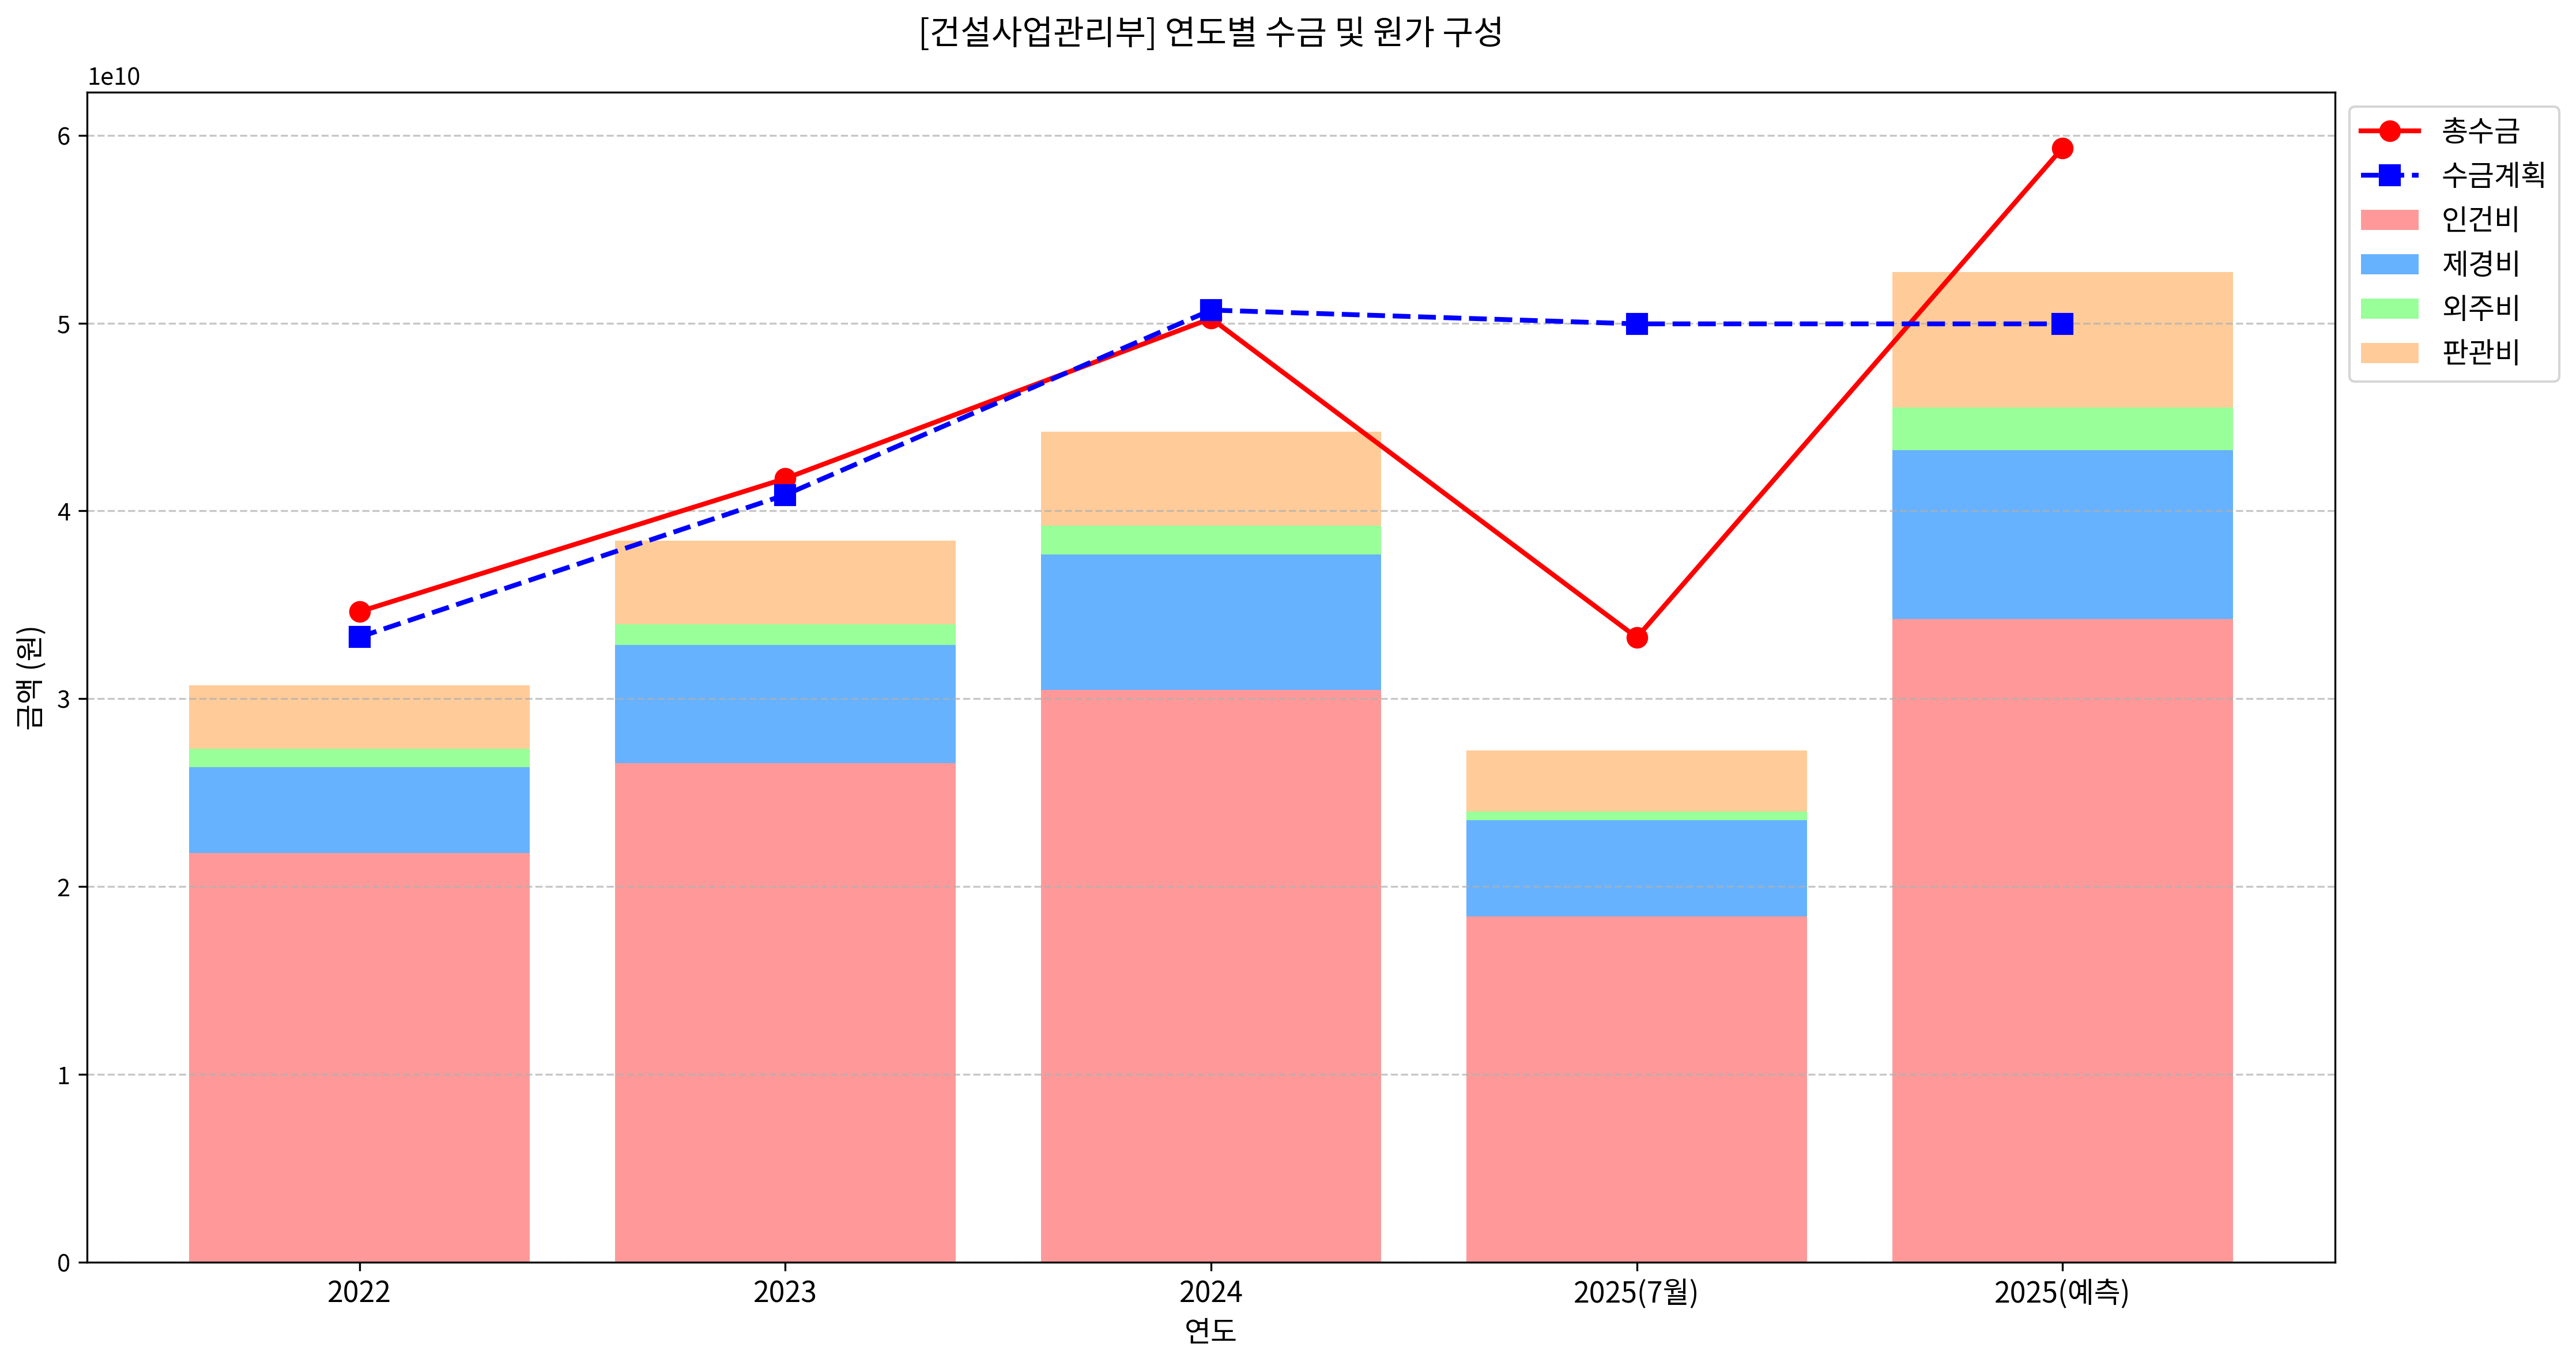 [건설사업관리부] 연도별 수금 및 원가 구성
1e10
6
5
4
3
2
1
0
금액 (원)
2022
2023
2024
2025(7월)
2025(예측)
연도
총수금
수금계획
인건비
제경비
외주비
판관비